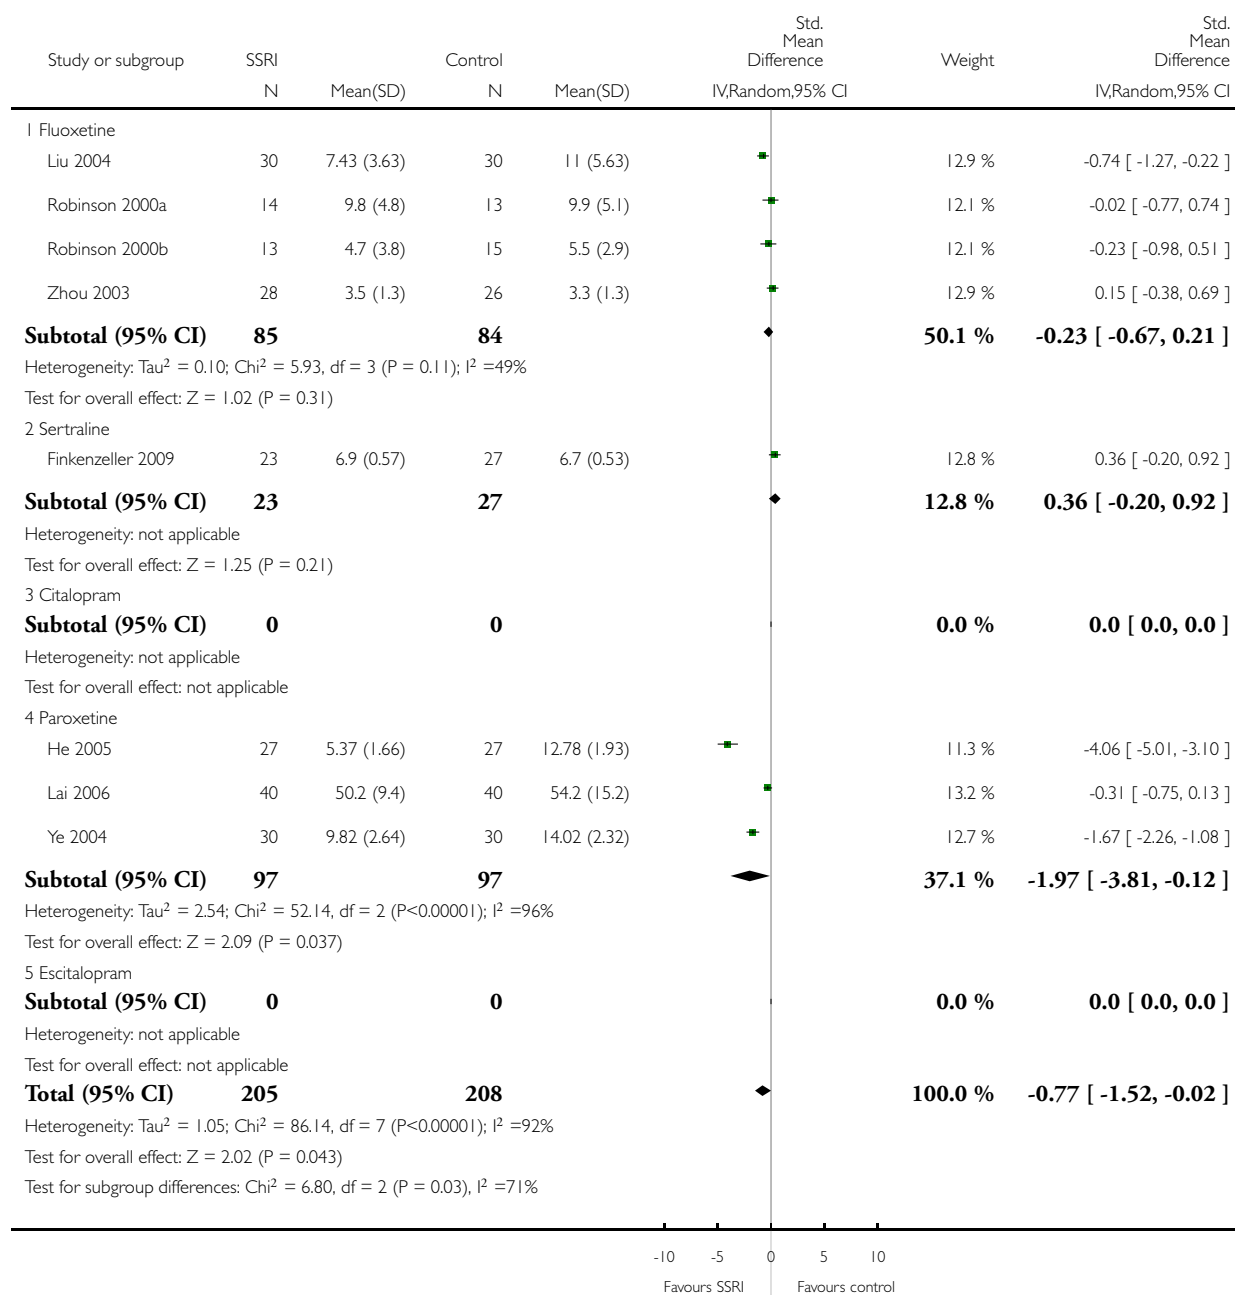 Study or subgroup SSRI Control Std. Mean Difference Weight Std. Mean Difference
N Mean(SD) N Mean(SD) IV,Random,95% CI IV,Random,95% CI
1 Fluoxetine
Liu 2004 30 7.43 (3.63) 30 11 (5.63) 12.9 % -0.74 [ -1.27, -0.22 ]
Robinson 2000a 14 9.8 (4.8) 13 9.9 (5.1) 12.1 % -0.02 [ -0.77, 0.74 ]
Robinson 2000b 13 4.7 (3.8) 15 5.5 (2.9) 12.1 % -0.23 [ -0.98, 0.51 ]
Zhou 2003 28 3.5 (1.3) 26 3.3 (1.3) 12.9 % 0.15 [ -0.38, 0.69 ]
Subtotal (95% CI) 85 84 50.1 % -0.23 [ -0.67, 0.21 ]
Heterogeneity: Tau² = 0.10; Chi² = 5.93, df = 3 (P = 0.11); I² =49%
Test for overall effect: Z = 1.02 (P = 0.31)
2 Sertraline
Finkenzeller 2009 23 6.9 (0.57) 27 6.7 (0.53) 12.8 % 0.36 [ -0.20, 0.92 ]
Subtotal (95% CI) 23 27 12.8 % 0.36 [ -0.20, 0.92 ]
Heterogeneity: not applicable
Test for overall effect: Z = 1.25 (P = 0.21)
3 Citalopram
Subtotal (95% CI) 0 0 0.0 % 0.0 [ 0.0, 0.0 ]
Heterogeneity: not applicable
Test for overall effect: not applicable
4 Paroxetine
He 2005 27 5.37 (1.66) 27 12.78 (1.93) 11.3 % -4.06 [ -5.01, -3.10 ]
Lai 2006 40 50.2 (9.4) 40 54.2 (15.2) 13.2 % -0.31 [ -0.75, 0.13 ]
Ye 2004 30 9.82 (2.64) 30 14.02 (2.32) 12.7 % -1.67 [ -2.26, -1.08 ]
Subtotal (95% CI) 97 97 37.1 % -1.97 [ -3.81, -0.12 ]
Heterogeneity: Tau² = 2.54; Chi² = 52.14, df = 2 (P<0.00001); I² =96%
Test for overall effect: Z = 2.09 (P = 0.037)
5 Escitalopram
Subtotal (95% CI) 0 0 0.0 % 0.0 [ 0.0, 0.0 ]
Heterogeneity: not applicable
Test for overall effect: not applicable
Total (95% CI) 205 208 100.0 % -0.77 [ -1.52, -0.02 ]
Heterogeneity: Tau² = 1.05; Chi² = 86.14, df = 7 (P<0.00001); I² =92%
Test for overall effect: Z = 2.02 (P = 0.043)
Test for subgroup differences: Chi² = 6.80, df = 2 (P = 0.03), I² =71%
-10 -5 0 5 10
Favours SSRI Favours control